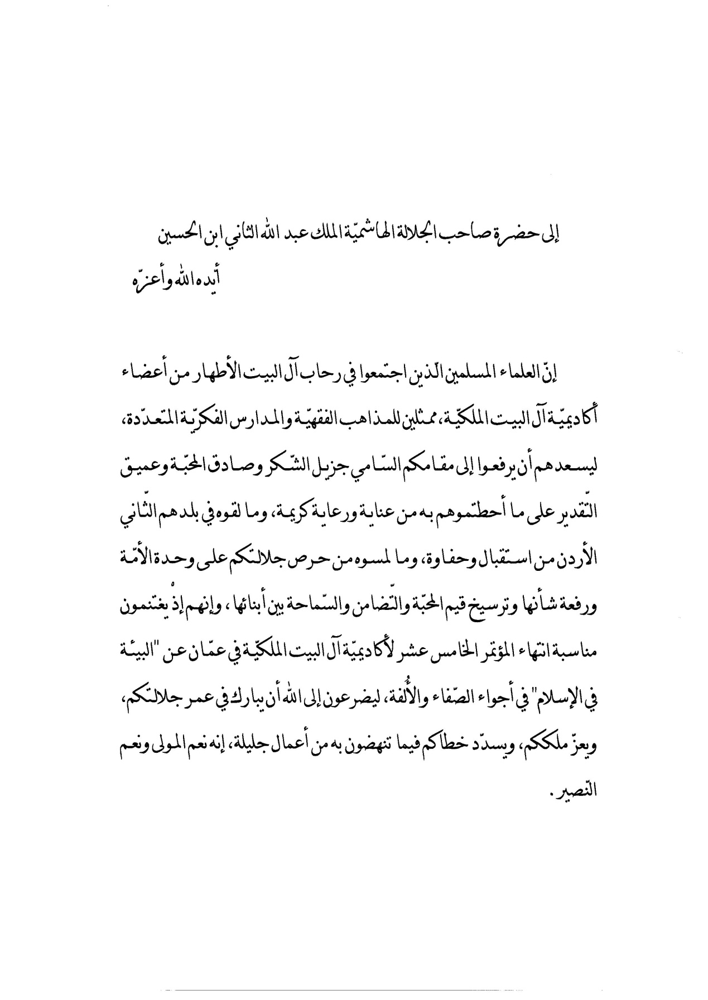 إلى حضرة صاحب الجلالة الهاشميّة الملك عبد الله الثاني ابن الحسين
أيّده الله وأعزّه
إنّ العلماء المسلمين الّذين اجتمعوا في رحاب آل البيت الأطهار من أعضاء
أكاديميّة آل البيت الملكيّة، ممثلين للمذاهب الفقهيّة والمدارس الفكريّة المتعدّدة،
ليسعدهم أن يرفعوا إلى مقامكم السّامي جزيل الشّكر وصادق المحبّة وعميق
التّقدير على ما أحطتموهم به من عناية ورعاية كريمة، وما لقوه في بلدهم الثّاني
الأردن من استقبال وحفاوة، وما لمسوه من حرص جلالتكم على وحدة الأمّة
ورفعة شأنها وترسيخ قيم المحبّة والتّضامن والسّماحة بين أبنائها، وإنهم إذْ يغتنمون
مناسبة انتهاء المؤتمر الخامس عشر لأكاديميّة آل البيت الملكيّة في عمّان عن "البيئة
في الإسلام" في أجواء الصّفاء والأُلفة، ليضرعون إلى الله أن يبارك في عمر جلالتكم،
ويعزّ ملككم، ويسدّد خطاكم فيما تنهضون به من أعمال جليلة، إنه نعم المولى ونعم
النّصير.